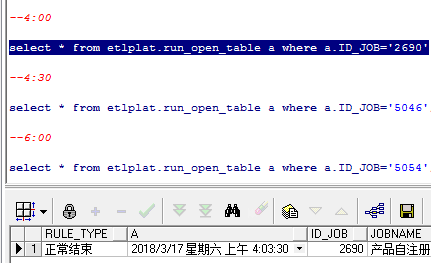 --4:00
select * from etlplat.run_open_table a where a.ID_JOB='2690'
--4:30
select * from etlplat.run_open_table a where a.ID_JOB='5046'
--6:00
select * from etlplat.run_open_table a where a.ID_JOB='5054'
RULE_TYPE A ID_JOB JOBNAME
1 正常结束 2018/3/17 星期六 上午 4:03:30 2690 产品自注册